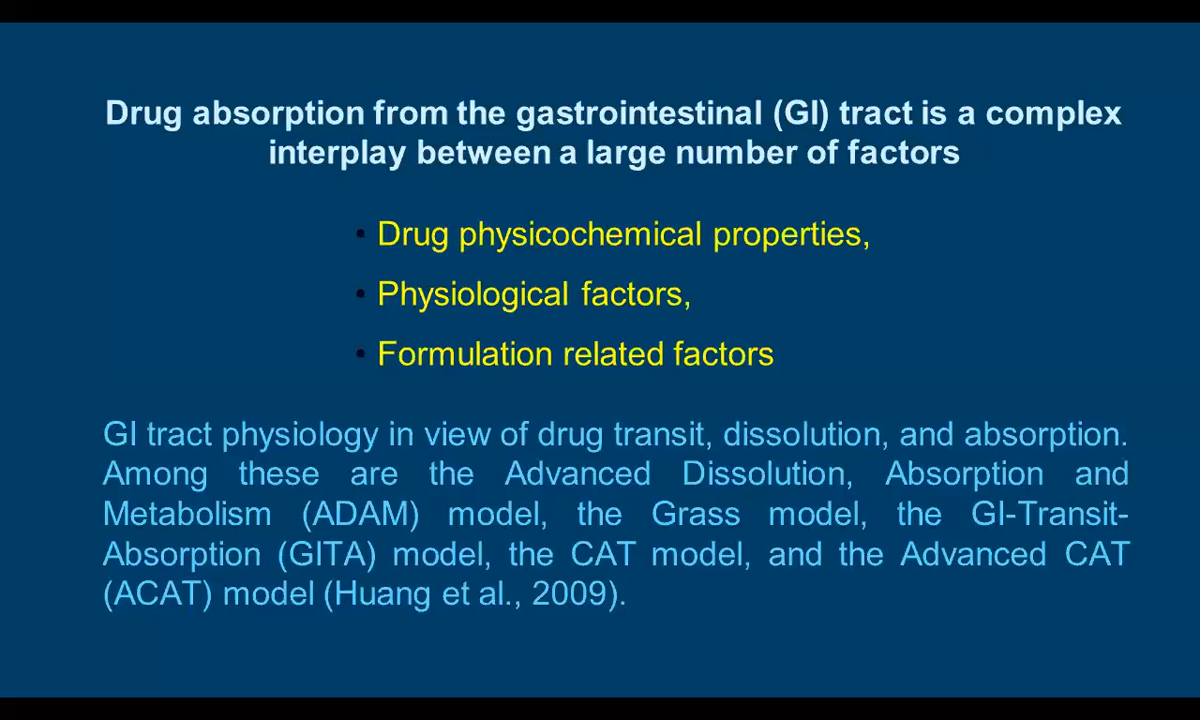 Drug absorption from the gastrointestinal (GI) tract is a complex
interplay between a large number of factors
• Drug physicochemical properties,
• Physiological factors,
• Formulation related factors
GI tract physiology in view of drug transit, dissolution, and absorption.
Among these are the Advanced Dissolution, Absorption and
Metabolism (ADAM) model, the Grass model, the GI-Transit-
Absorption (GITA) model, the CAT model, and the Advanced CAT
(ACAT) model (Huang et al., 2009).